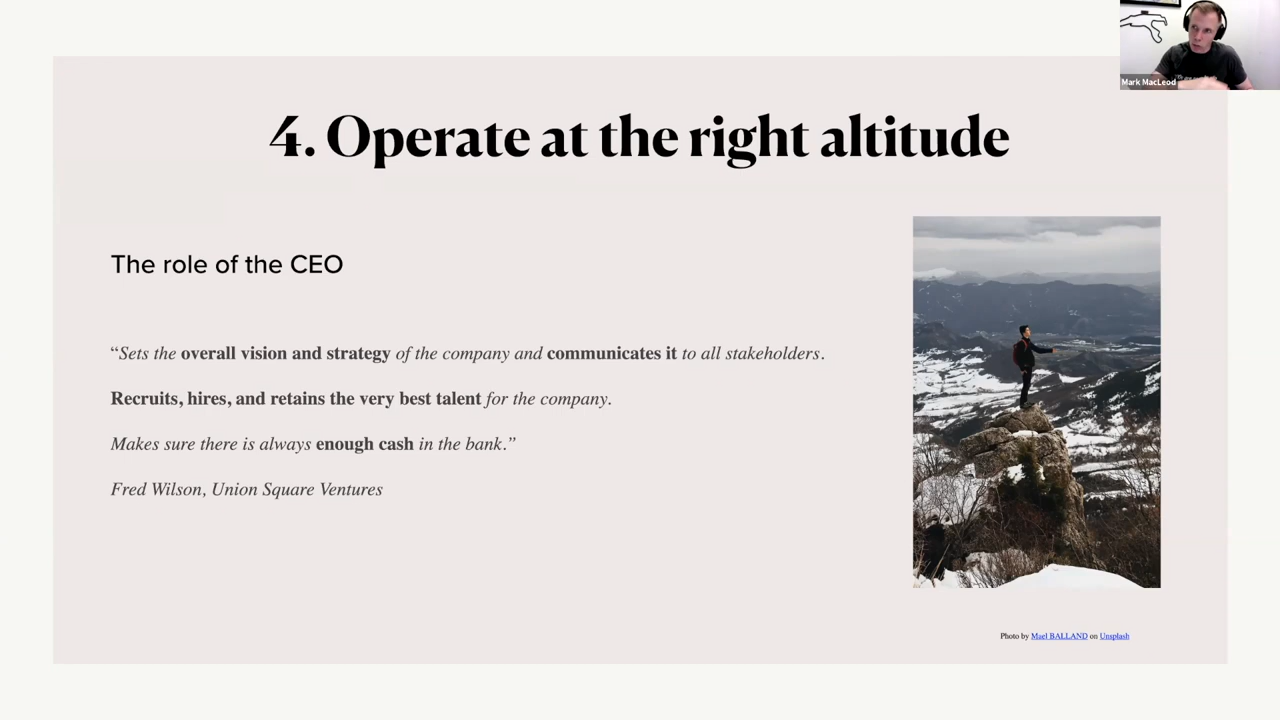 Mark MacLeod
4. Operate at the right altitude
The role of the CEO
“Sets the overall vision and strategy of the company and communicates it to all stakeholders.
Recruits, hires, and retains the very best talent for the company.
Makes sure there is always enough cash in the bank.”
Fred Wilson, Union Square Ventures
Photo by Mael BALLAND on Unsplash